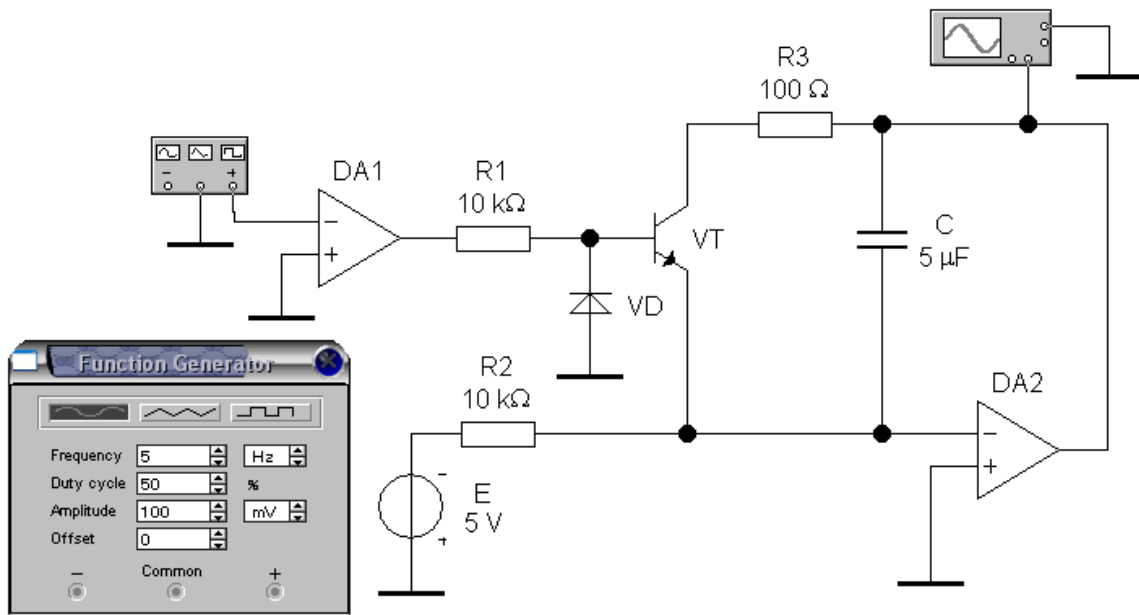 R3
100 Ω
DA1
R1
10 kΩ
VT
C
5 µF
VD
R2
10 kΩ
DA2
E
5 V
Function Generator
Frequency 5 Hz
Duty cycle 50 %
Amplitude 100 mV
Offset 0
− Common +